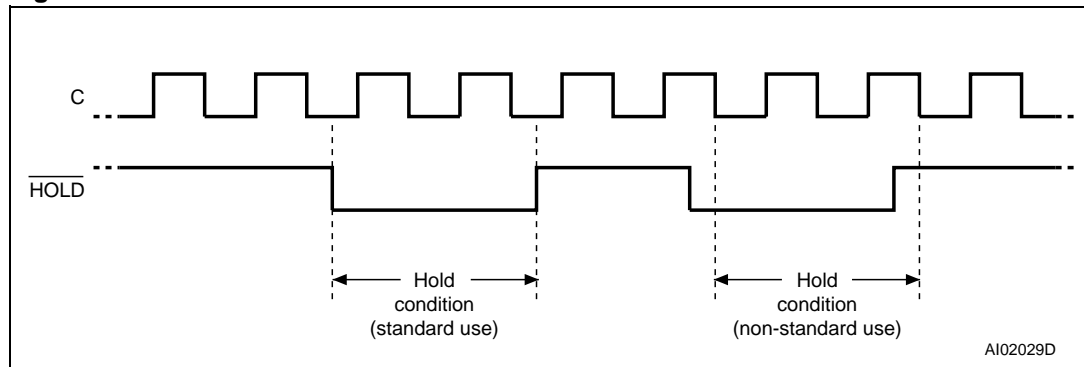 C
HOLD
Hold
condition
(standard use)
Hold
condition
(non-standard use)
AI02029D